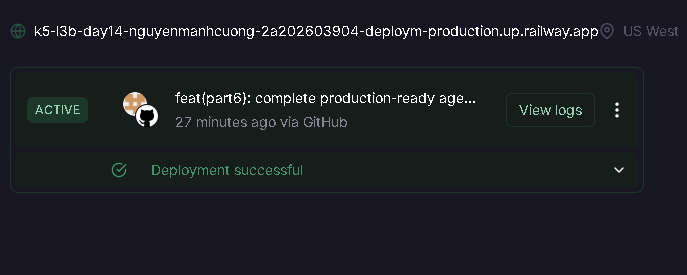 k5-l3b-day14-nguyenmanhcuong-2a202603904-deploym-production.up.railway.app US West
ACTIVE
feat(part6): complete production-ready age...
27 minutes ago via GitHub
View logs
Deployment successful